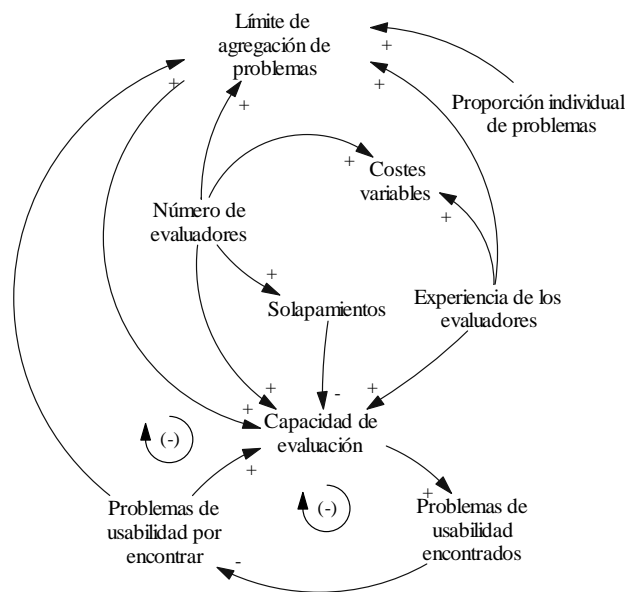 Límite de
agregación de
problemas
+
+
+
+
+
Proporción individual
de problemas
+
Costes
variables
+
Número de
evaluadores
+
Solapamientos
Experiencia de los
evaluadores
+
-
+
+
Capacidad de
evaluación
(-)
+
(-)
+
Problemas de
usabilidad por
encontrar
Problemas de
usabilidad
encontrados
-